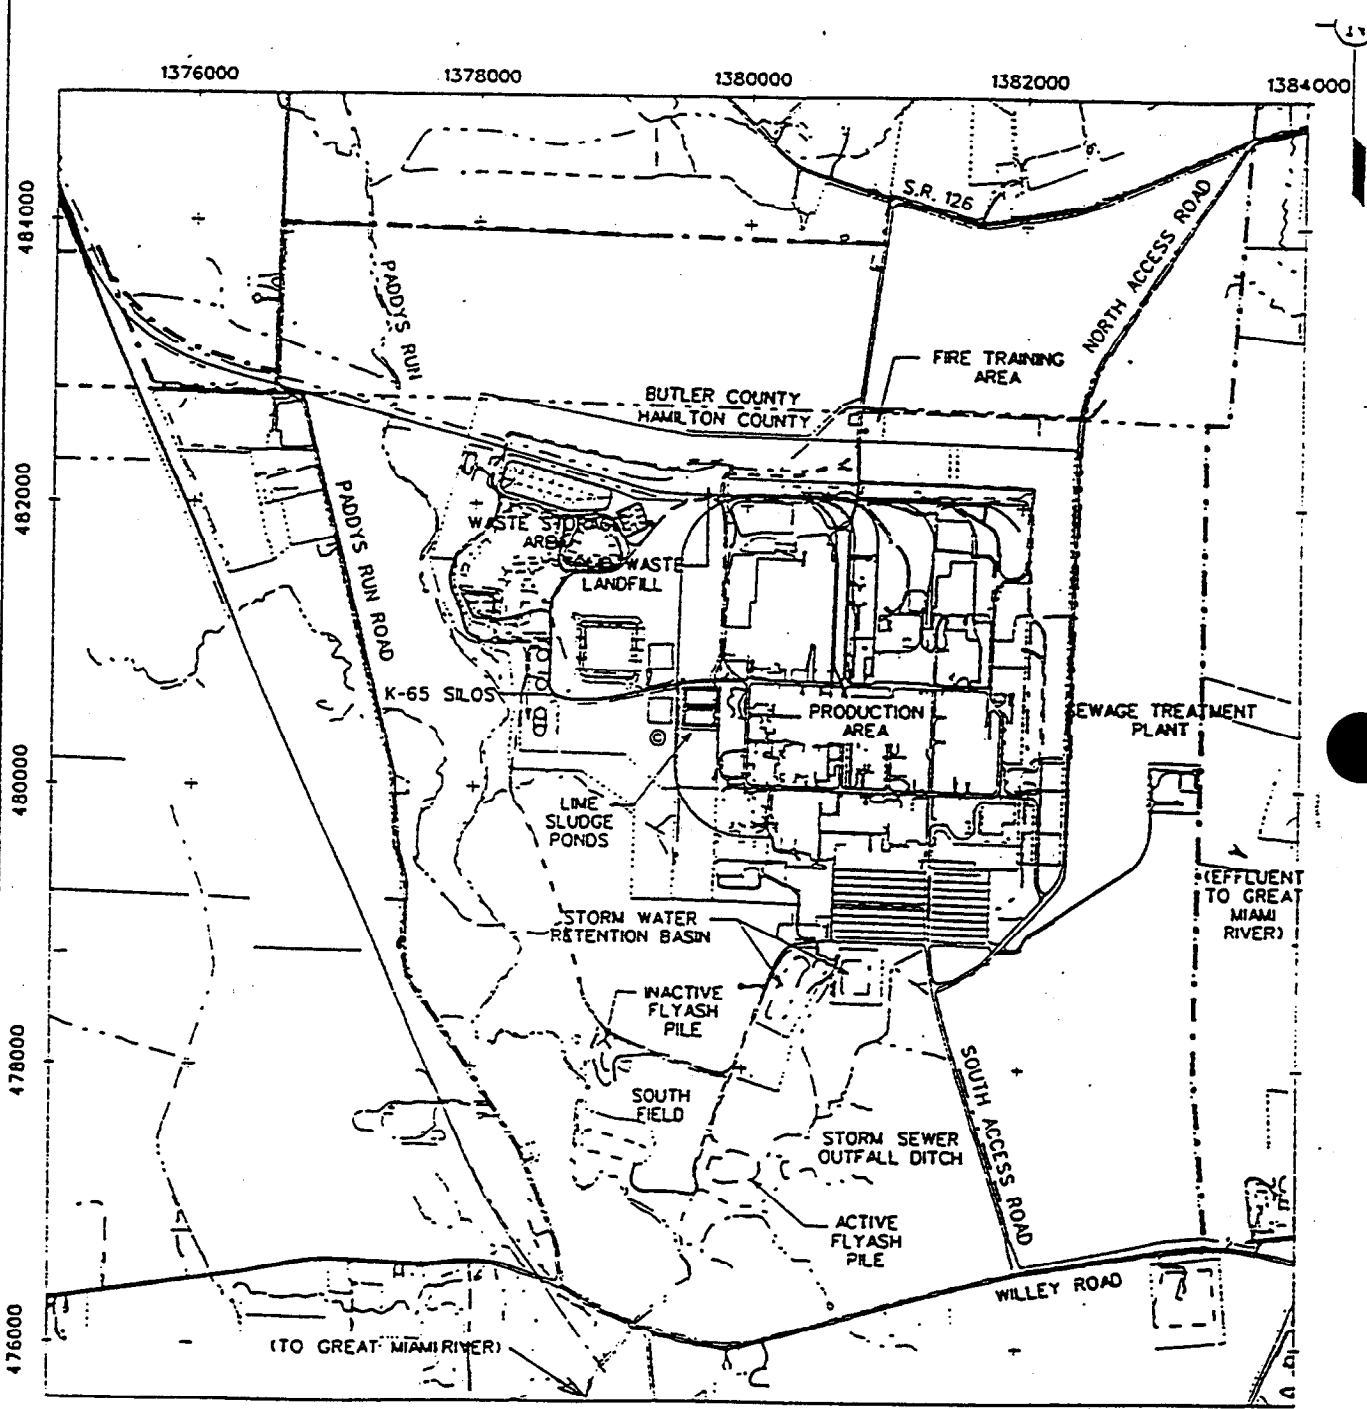 1376000
1378000
1380000
1382000
1384000
484000
482000
480000
478000
476000
S.R. 126
NORTH ACCESS ROAD
PADDYS RUN
FIRE TRAINING
AREA
BUTLER COUNTY
HAMILTON COUNTY
PADDYS RUN ROAD
WASTE STORAGE
AREA
WASTE
LANDFILL
K-65 SILOS
PRODUCTION
AREA
EWAGE TREATMENT
PLANT
©
LIME
SLUDGE
PONDS
(EFFLUENT
TO GREAT
MIAMI
RIVER)
STORM WATER
RETENTION BASIN
INACTIVE
FLYASH
PILE
SOUTH
FIELD
STORM SEWER
OUTFALL DITCH
SOUTH ACCESS ROAD
ACTIVE
FLYASH
PILE
WILLEY ROAD
(TO GREAT MIAMI RIVER)